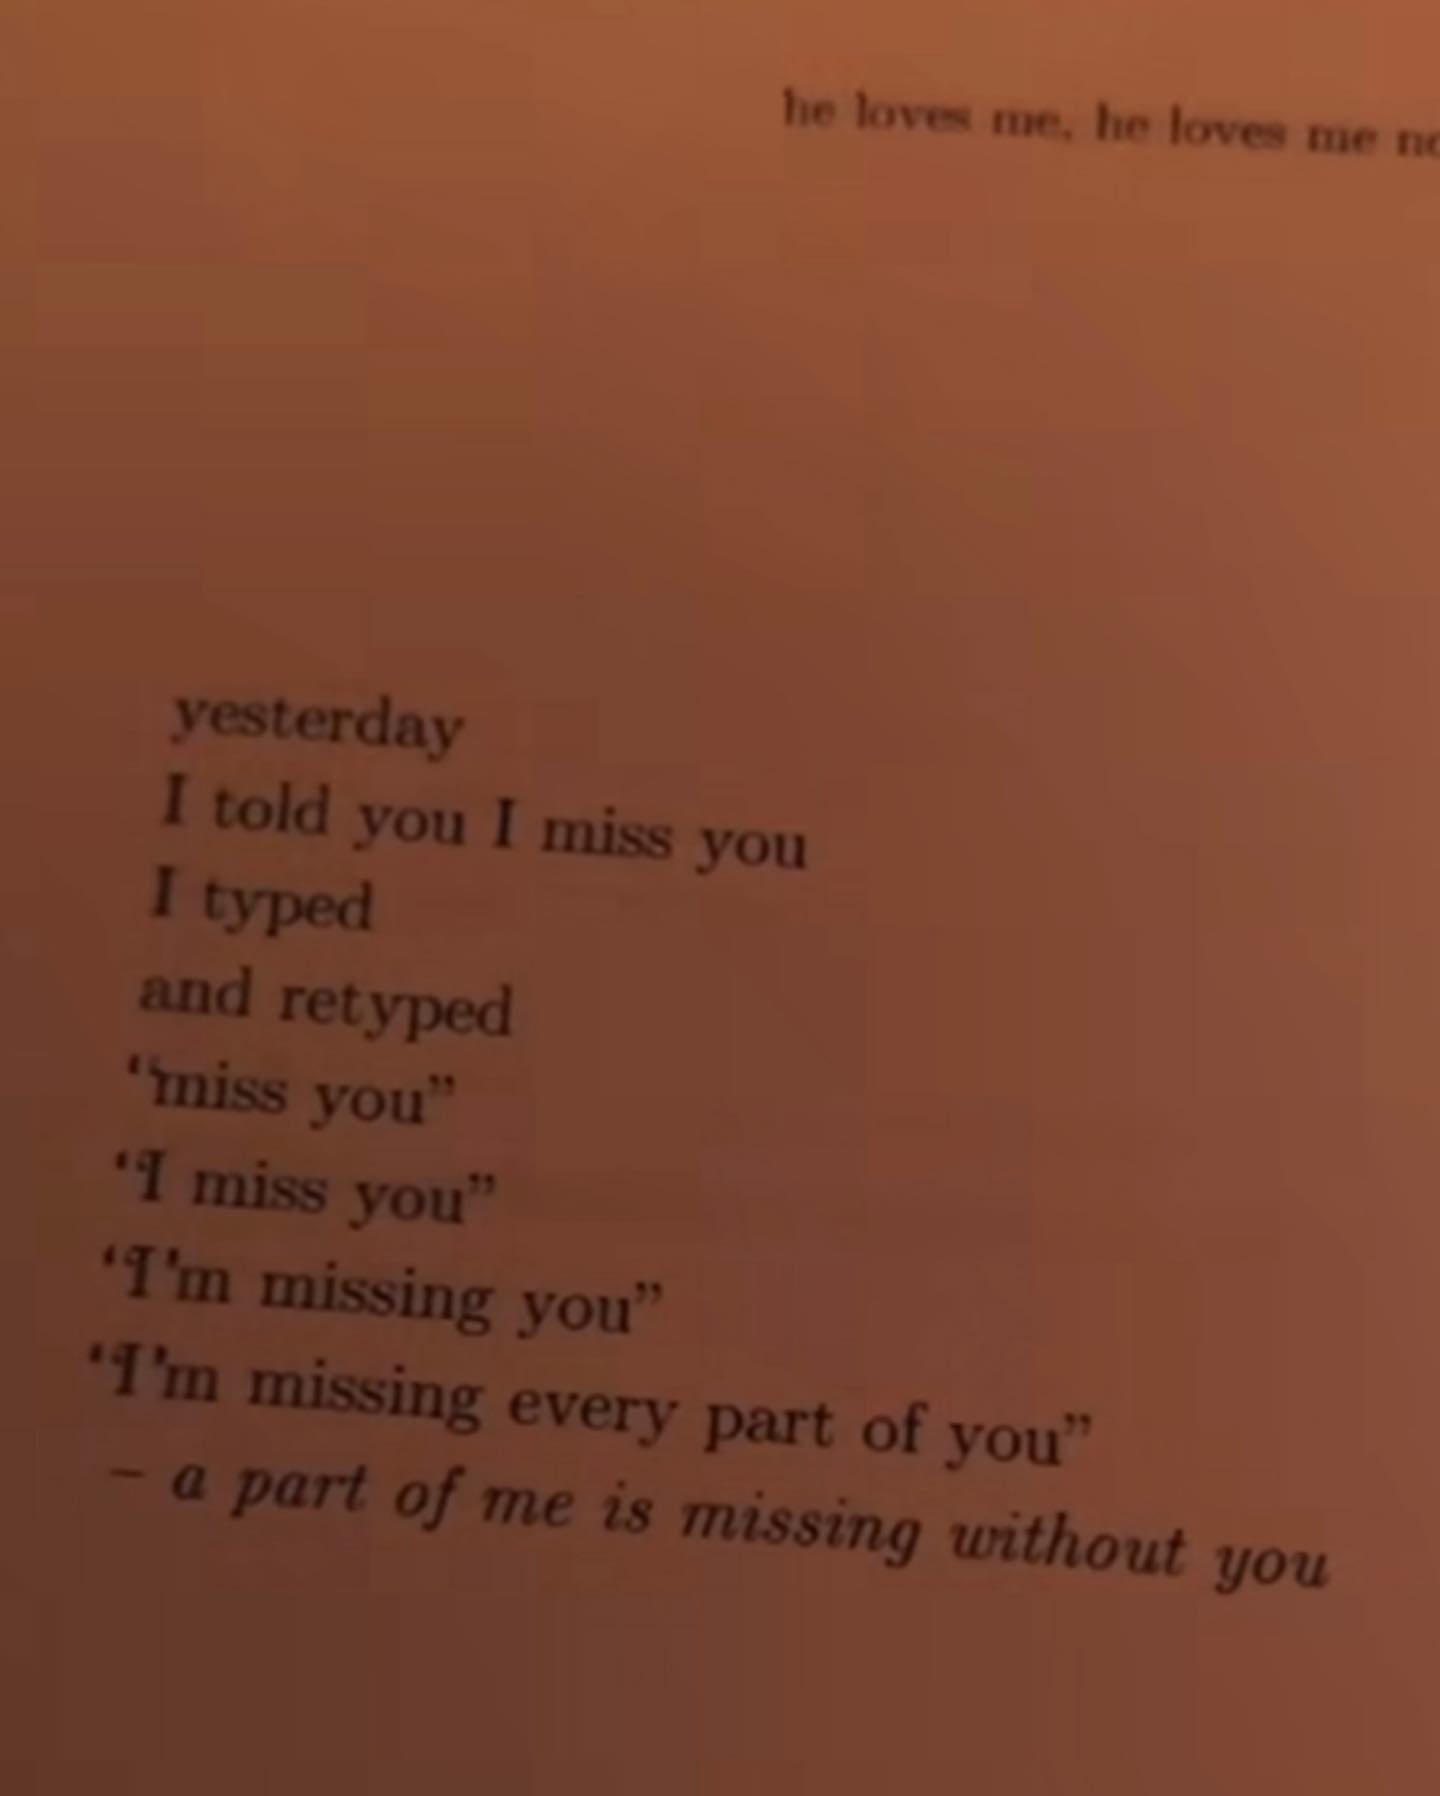 he loves me, he loves me no
yesterday
I told you I miss you
I typed
and retyped
“miss you”
“I miss you”
“I’m missing you”
“I’m missing every part of you”
– a part of me is missing without you